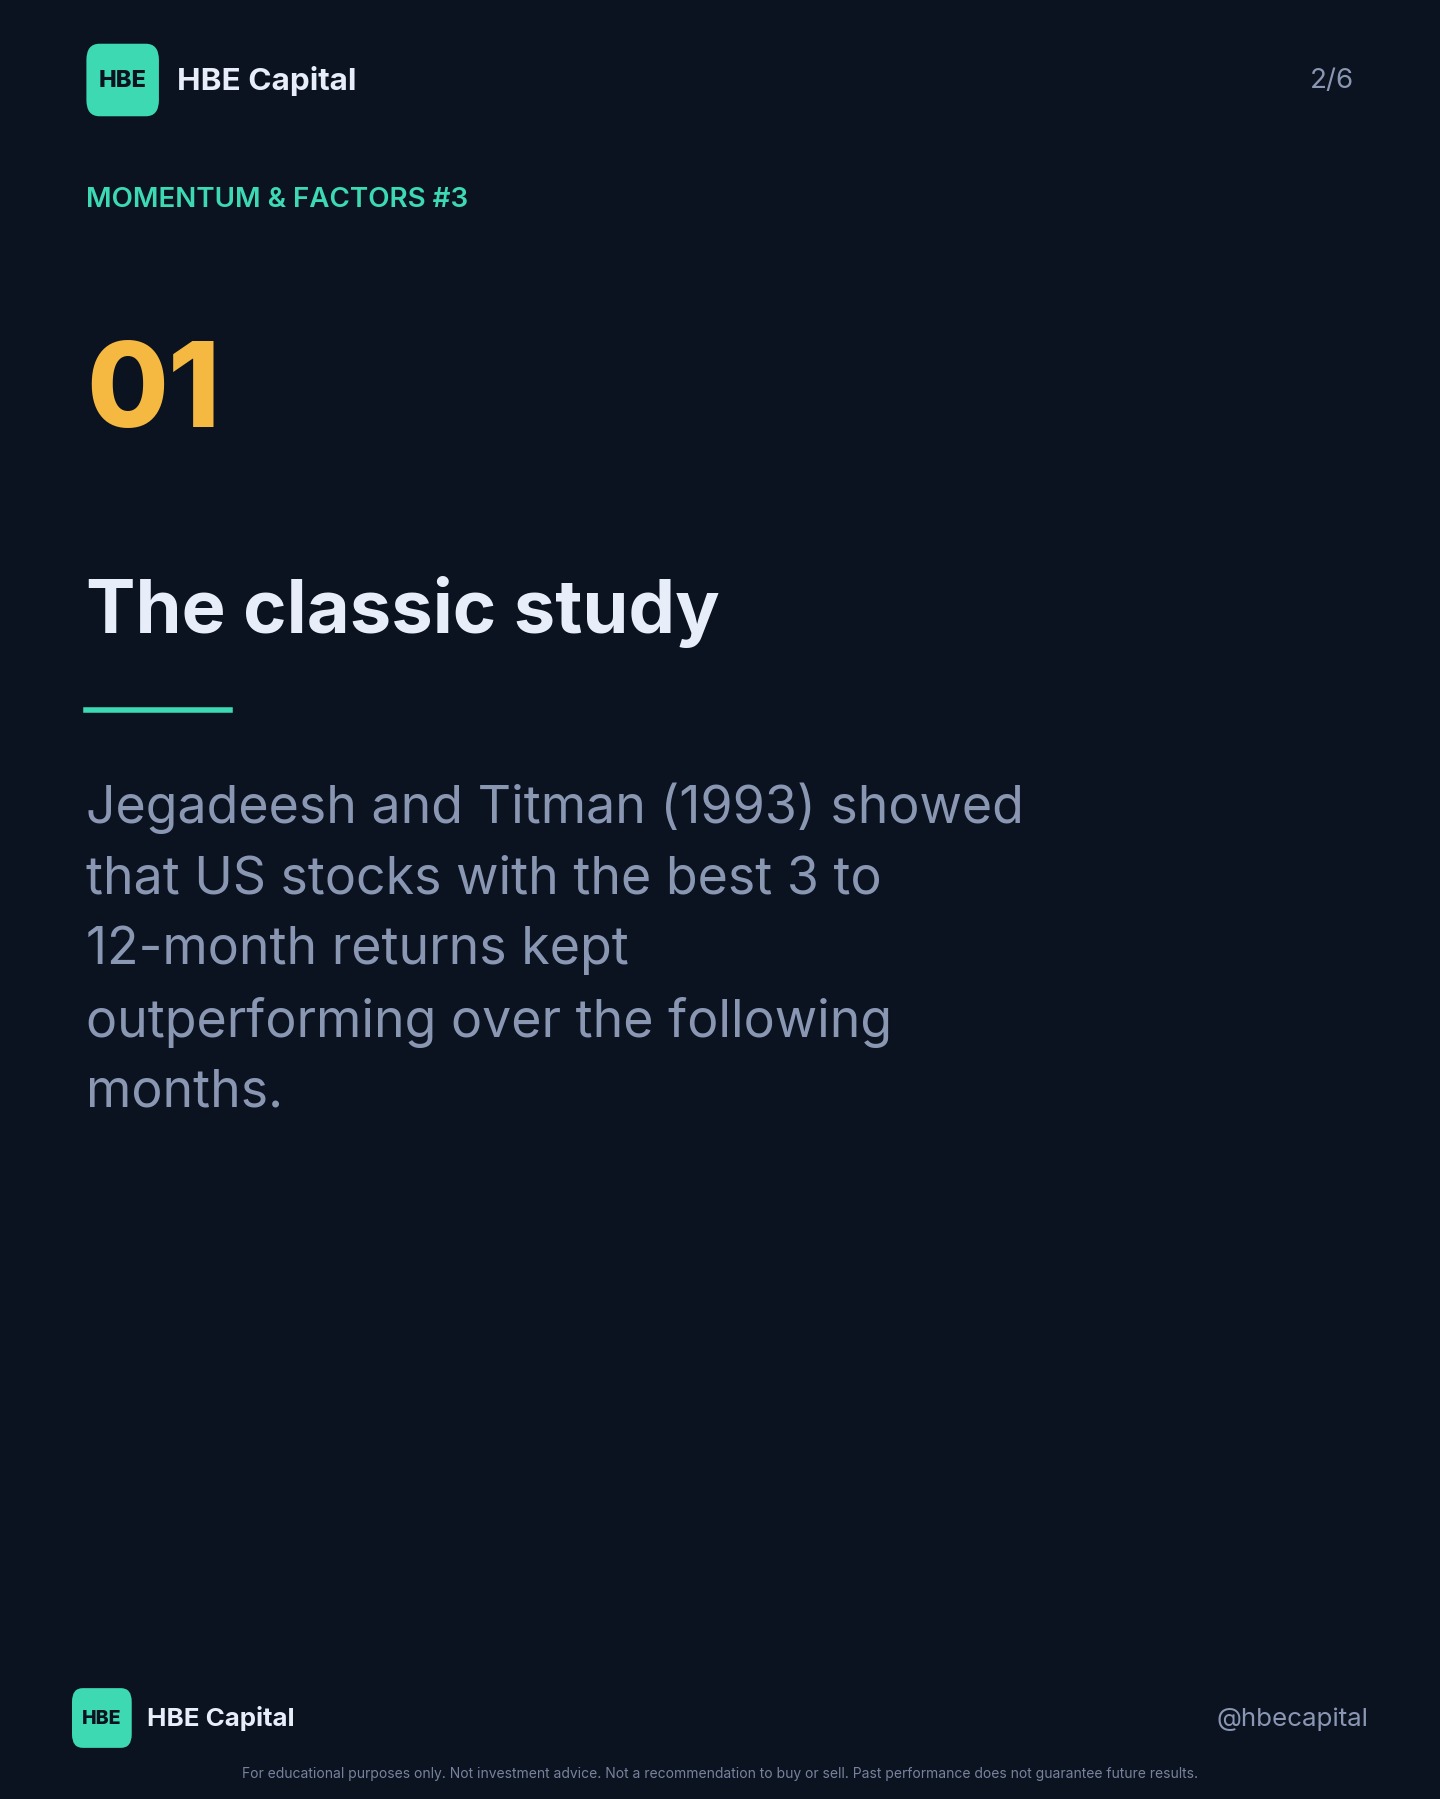 HBE HBE Capital 2/6
MOMENTUM & FACTORS #3
01
The classic study
Jegadeesh and Titman (1993) showed
that US stocks with the best 3 to
12-month returns kept
outperforming over the following
months.
HBE HBE Capital @hbecapital
For educational purposes only. Not investment advice. Not a recommendation to buy or sell. Past performance does not guarantee future results.